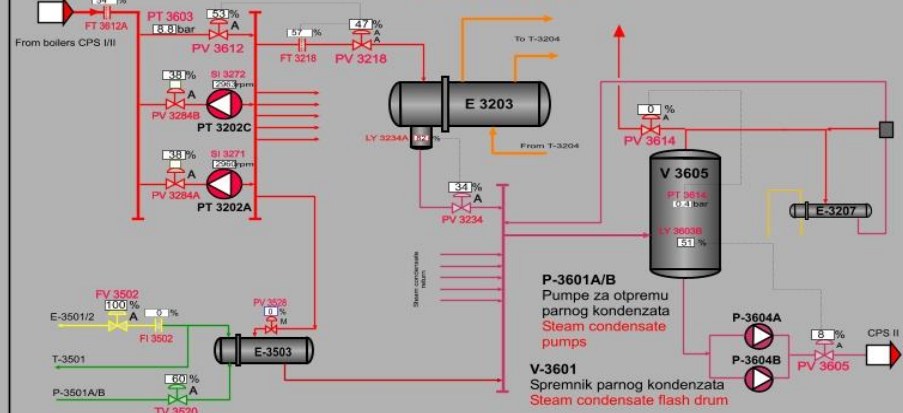 54 %
From boilers CPS I/II
FT 3612A
PT 3603
8.8 bar
53 %
A
PV 3612
57 %
FT 3218
47 %
A
A
PV 3218
To T-3204
E 3203
From T-3204
38 %
A
PV 3284B
SI 3272
rpm
PT 3202C
38 %
A
PV 3284A
SI 3271
2960 rpm
PT 3202A
LY 3234A
%
34 %
A
PV 3234
Steam condensate
return
0 %
A
PV 3614
V 3605
PT 3614
0.4 bar
LY 3603B
51 %
E-3207
FV 3502
100 %
A
E-3501/2
0 %
FI 3502
T-3501
P-3501A/B
60 %
A
TV 3520
PV 3528
0 %
M
E-3503
P-3601A/B
Pumpe za otpremu
parnog kondenzata
Steam condensate
pumps
V-3601
Spremnik parnog kondenzata
Steam condensate flash drum
P-3604A
P-3604B
8 %
A
PV 3605
CPS II